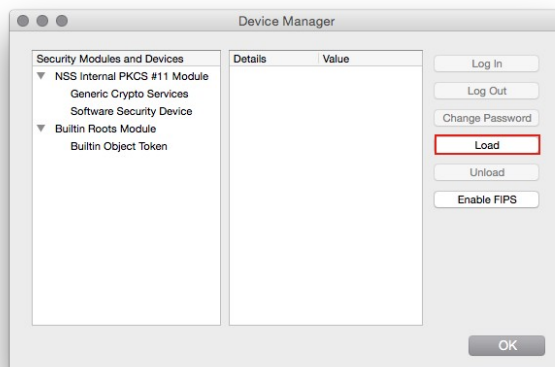 Device Manager
Security Modules and Devices
NSS Internal PKCS #11 Module
Generic Crypto Services
Software Security Device
Builtin Roots Module
Builtin Object Token
Details Value
Log In
Log Out
Change Password
Load
Unload
Enable FIPS
OK